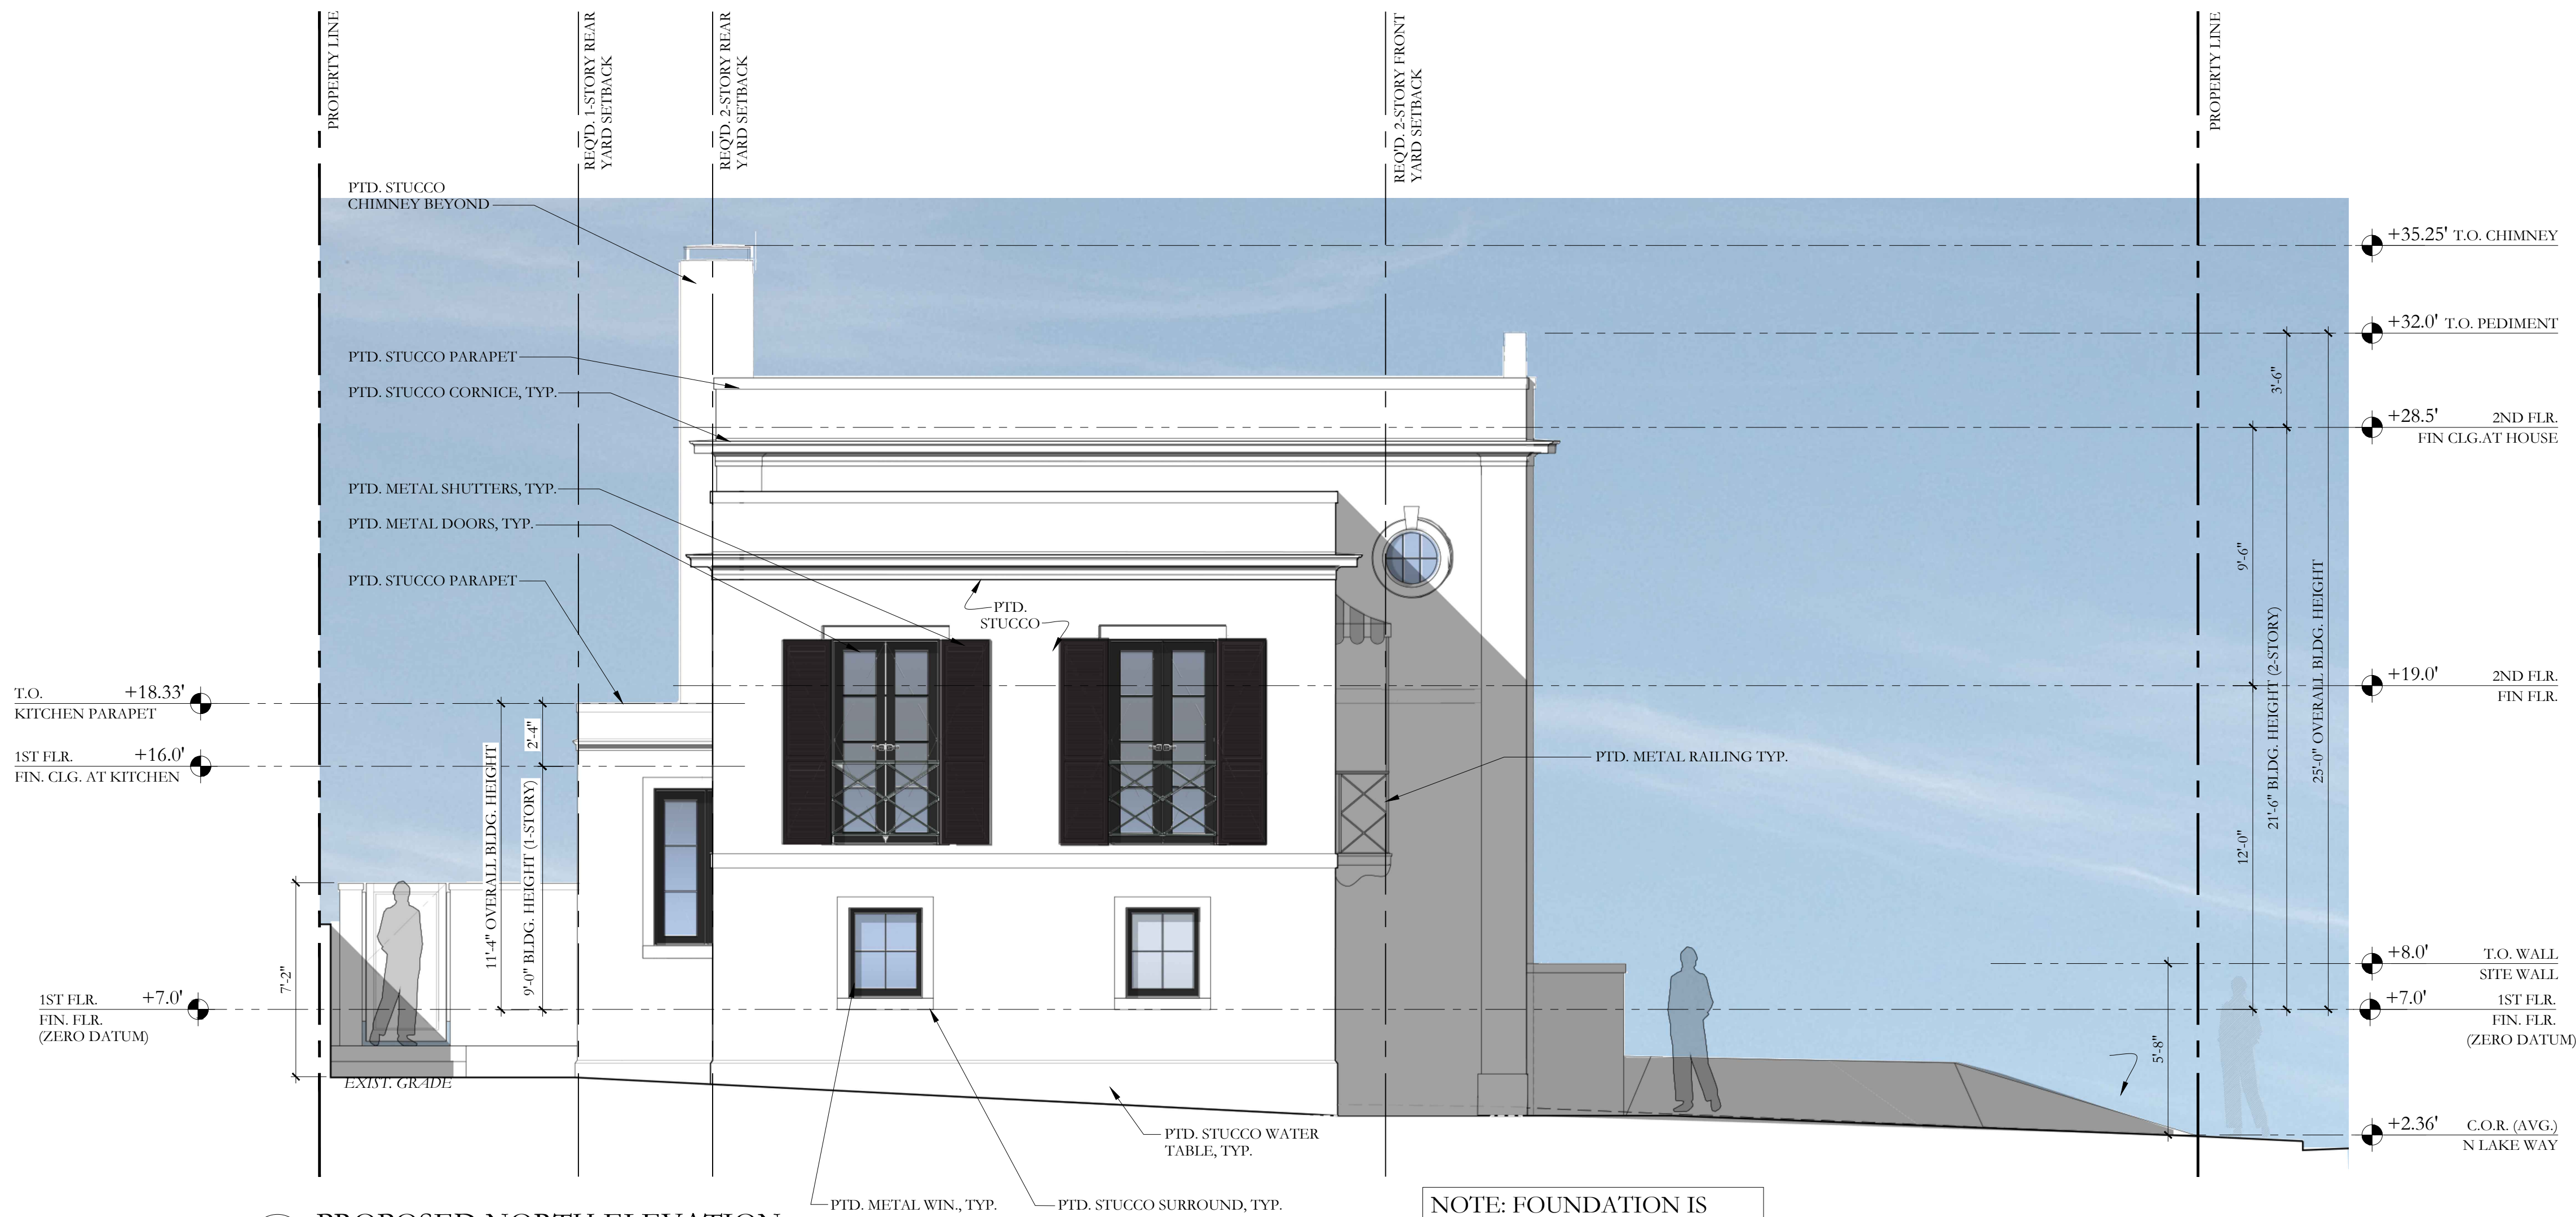 PROPERTY LINE
REQ'D. 1-STORY REAR
YARD SETBACK
REQ'D. 2-STORY REAR
YARD SETBACK
REQ'D. 2-STORY FRONT
YARD SETBACK
PROPERTY LINE
PTD. STUCCO
CHIMNEY BEYOND
PTD. STUCCO PARAPET
PTD. STUCCO CORNICE, TYP.
PTD. METAL SHUTTERS, TYP.
PTD. METAL DOORS, TYP.
PTD. STUCCO PARAPET
PTD.
STUCCO
T.O. +18.33'
KITCHEN PARAPET
1ST FLR. +16.0'
FIN. CLG. AT KITCHEN
1ST FLR. +7.0'
FIN. FLR.
(ZERO DATUM)
7'-2"
11'-4" OVERALL BLDG. HEIGHT
2'-4"
9'-0" BLDG. HEIGHT (1-STORY)
EXIST. GRADE
PTD. METAL RAILING TYP.
PTD. STUCCO WATER
TABLE, TYP.
PTD. METAL WIN., TYP.
PTD. STUCCO SURROUND, TYP.
+35.25' T.O. CHIMNEY
+32.0' T.O. PEDIMENT
+28.5' 2ND FLR.
FIN CLG.AT HOUSE
+19.0' 2ND FLR.
FIN FLR.
+8.0' T.O. WALL
SITE WALL
+7.0' 1ST FLR.
FIN. FLR.
(ZERO DATUM)
+2.36' C.O.R. (AVG.)
N LAKE WAY
3'-6"
9'-6"
12'-0"
21'-6" BLDG. HEIGHT (2-STORY)
25'-0" OVERALL BLDG. HEIGHT
5'-8"
PROPOSED NORTH ELEVATION
NOTE: FOUNDATION IS